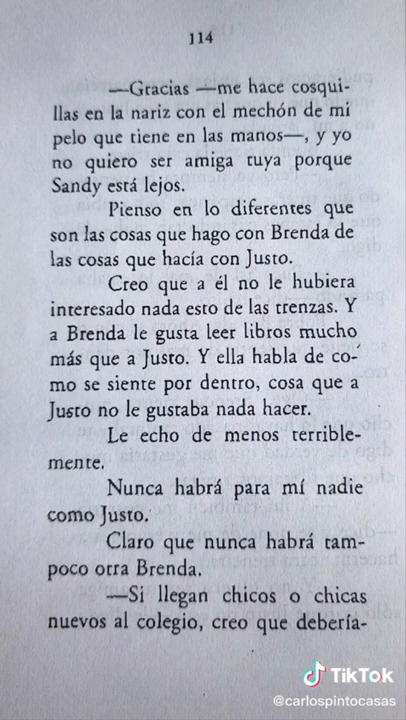 114
—Gracias —me hace cosqui-
llas en la nariz con el mechón de mi
pelo que tiene en las manos—, y yo
no quiero ser amiga tuya porque
Sandy está lejos.
Pienso en lo diferentes que
son las cosas que hago con Brenda de
las cosas que hacía con Justo.
Creo que a él no le hubiera
interesado nada esto de las trenzas. Y
a Brenda le gusta leer libros mucho
más que a Justo. Y ella habla de co-
mo se siente por dentro, cosa que a
Justo no le gustaba nada hacer.
Le echo de menos terrible-
mente.
Nunca habrá para mí nadie
como Justo.
Claro que nunca habrá tam-
poco otra Brenda.
—Si llegan chicos o chicas
nuevos al colegio, creo que debería-
TikTok
@carlospintocasas